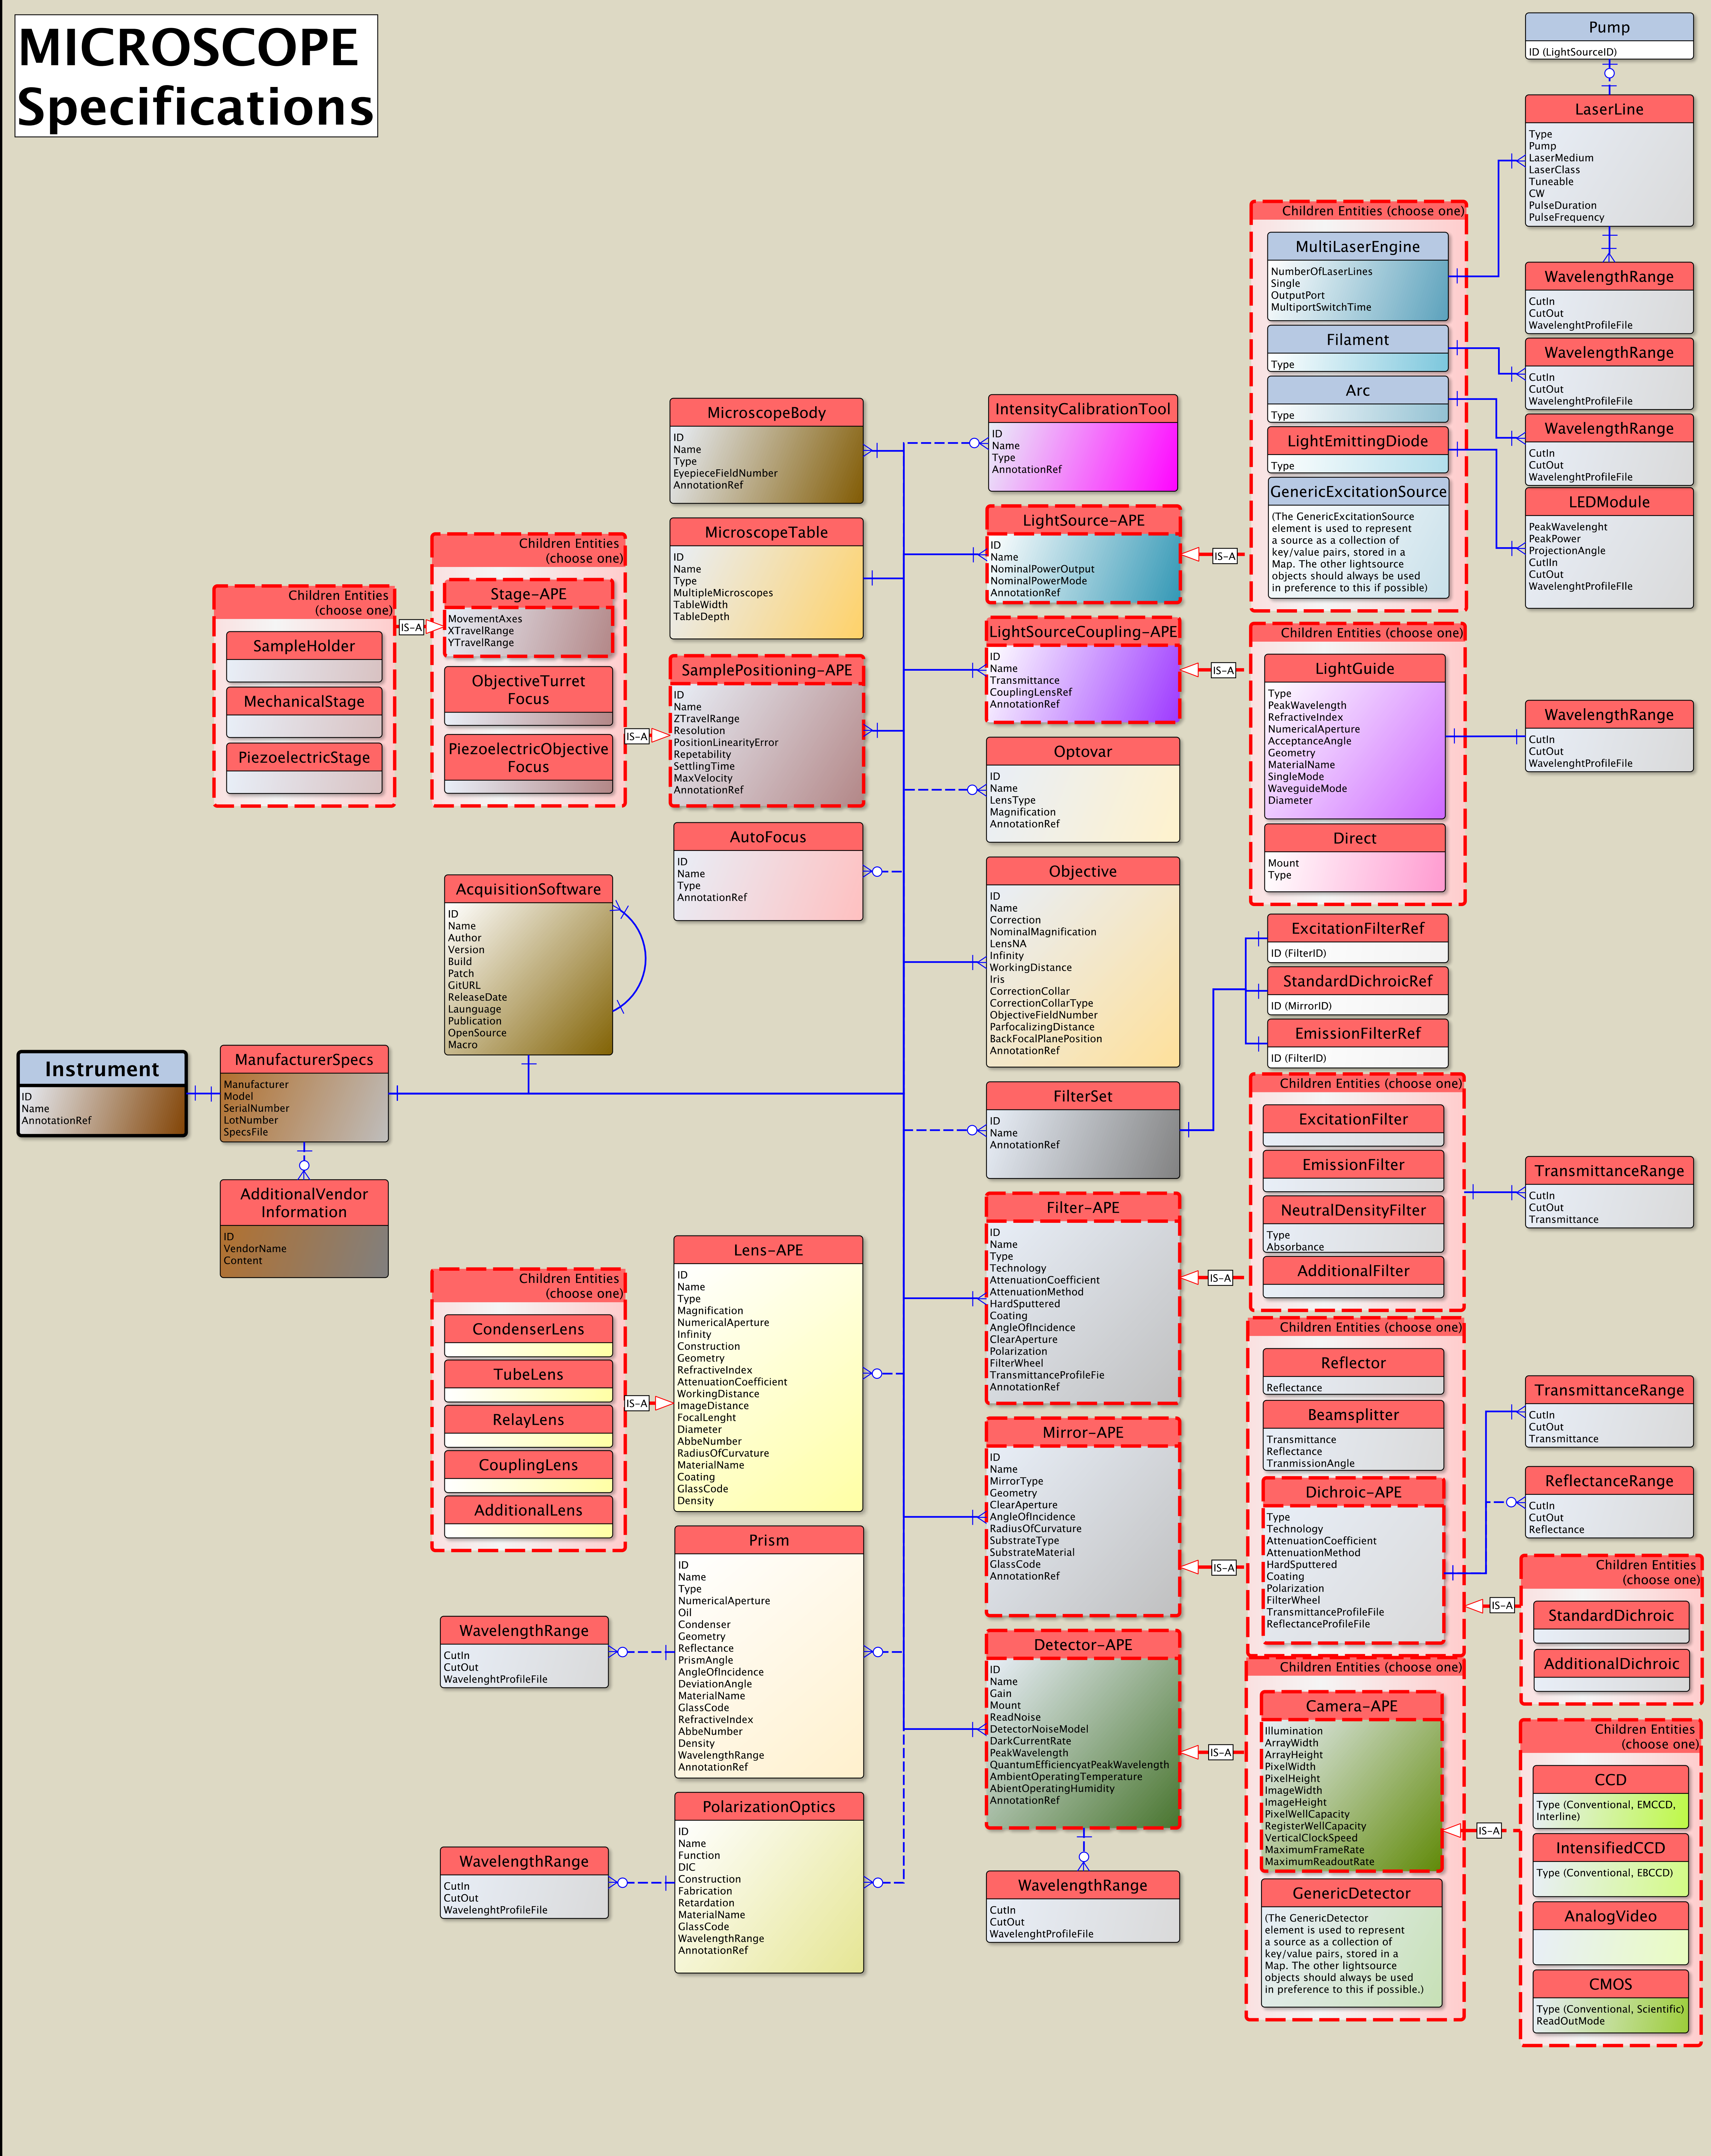 MICROSCOPE
Specifications
Pump
ID (LightSourceID)
LaserLine
Type
Pump
LaserMedium
LaserClass
Tuneable
CW
PulseDuration
PulseFrequency
WavelengthRange
CutIn
CutOut
WavelenghtProfileFile
WavelengthRange
CutIn
CutOut
WavelenghtProfileFile
WavelengthRange
CutIn
CutOut
WavelenghtProfileFile
LEDModule
PeakWavelenght
PeakPower
ProjectionAngle
CutIIn
CutOut
WavelenghtProfFIle
Children Entities (choose one)
MultiLaserEngine
NumberOfLaserLines
Single
OutputPort
MultiportSwitchTime
Filament
Type
Arc
Type
LightEmittingDiode
Type
GenericExcitationSource
(The GenericExcitationSource
element is used to represent
a source as a collection of
key/value pairs, stored in a
Map. The other lightsource
objects should always be used
in preference to this if possible)
IntensityCalibrationTool
ID
Name
Type
AnnotationRef
LightSource-APE
ID
Name
NominalPowerOutput
NominalPowerMode
AnnotationRef
IS-A
LightSourceCoupling-APE
ID
Name
Transmittance
CouplingLensRef
AnnotationRef
IS-A
Children Entities (choose one)
LightGuide
Type
PeakWavelength
RefractiveIndex
NumericalAperture
AcceptanceAngle
Geometry
MaterialName
SingleMode
WaveguideMode
Diameter
Direct
Mount
Type
WavelengthRange
CutIn
CutOut
WavelenghtProfileFile
MicroscopeBody
ID
Name
Type
EyepieceFieldNumber
AnnotationRef
MicroscopeTable
ID
Name
Type
MultipleMicroscopes
TableWidth
TableDepth
SamplePositioning-APE
ID
Name
ZTravelRange
Resolution
PositionLinearityError
Repetability
SettlingTime
MaxVelocity
AnnotationRef
IS-A
Children Entities
(choose one)
Stage-APE
MovementAxes
XTravelRange
YTravelRange
ObjectiveTurret
Focus
PiezoelectricObjective
Focus
IS-A
Children Entities
(choose one)
SampleHolder
MechanicalStage
PiezoelectricStage
AutoFocus
ID
Name
Type
AnnotationRef
Optovar
ID
Name
LensType
Magnification
AnnotationRef
Objective
ID
Name
Correction
NominalMagnification
LensNA
Infinity
WorkingDistance
Iris
CorrectionCollar
CorrectionCollarType
ObjectiveFieldNumber
ParfocalizingDistance
BackFocalPlanePosition
AnnotationRef
AcquisitionSoftware
ID
Name
Author
Version
Build
Patch
GitURL
ReleaseDate
Launguage
Publication
OpenSource
Macro
Instrument
ID
Name
AnnotationRef
ManufacturerSpecs
Manufacturer
Model
SerialNumber
LotNumber
SpecsFile
AdditionalVendor
Information
ID
VendorName
Content
FilterSet
ID
Name
AnnotationRef
ExcitationFilterRef
ID (FilterID)
StandardDichroicRef
ID (MirrorID)
EmissionFilterRef
ID (FilterID)
Filter-APE
ID
Name
Type
Technology
AttenuationCoefficient
AttenuationMethod
HardSputtered
Coating
AngleOfIncidence
ClearAperture
Polarization
FilterWheel
TransmittanceProfileFie
AnnotationRef
IS-A
Children Entities (choose one)
ExcitationFilter
EmissionFilter
NeutralDensityFilter
Type
Absorbance
AdditionalFilter
TransmittanceRange
CutIn
CutOut
Transmittance
Lens-APE
ID
Name
Type
Magnification
NumericalAperture
Infinity
Construction
Geometry
RefractiveIndex
AttenuationCoefficient
WorkingDistance
ImageDistance
FocalLenght
Diameter
AbbeNumber
RadiusOfCurvature
MaterialName
Coating
GlassCode
Density
IS-A
Children Entities
(choose one)
CondenserLens
TubeLens
RelayLens
CouplingLens
AdditionalLens
Mirror-APE
ID
Name
MirrorType
Geometry
ClearAperture
AngleOfIncidence
RadiusOfCurvature
SubstrateType
SubstrateMaterial
GlassCode
AnnotationRef
IS-A
Children Entities (choose one)
Reflector
Reflectance
Beamsplitter
Transmittance
Reflectance
TranmissionAngle
Dichroic-APE
Type
Technology
AttenuationCoefficient
AttenuationMethod
HardSputtered
Coating
Polarization
FilterWheel
TransmittanceProfileFile
ReflectanceProfileFile
TransmittanceRange
CutIn
CutOut
Transmittance
ReflectanceRange
CutIn
CutOut
Reflectance
IS-A
Children Entities
(choose one)
StandardDichroic
AdditionalDichroic
Prism
ID
Name
Type
NumericalAperture
Oil
Condenser
Geometry
Reflectance
PrismAngle
AngleOfIncidence
DeviationAngle
MaterialName
GlassCode
RefractiveIndex
AbbeNumber
Density
WavelengthRange
AnnotationRef
WavelengthRange
CutIn
CutOut
WavelenghtProfileFile
PolarizationOptics
ID
Name
Function
DIC
Construction
Fabrication
Retardation
MaterialName
GlassCode
WavelengthRange
AnnotationRef
WavelengthRange
CutIn
CutOut
WavelenghtProfileFile
Detector-APE
ID
Name
Gain
Mount
ReadNoise
DetectorNoiseModel
DarkCurrentRate
PeakWavelength
QuantumEfficiencyatPeakWavelength
AmbientOperatingTemperature
AbientOperatingHumidity
AnnotationRef
WavelengthRange
CutIn
CutOut
WavelenghtProfileFile
IS-A
Children Entities (choose one)
Camera-APE
Illumination
ArrayWidth
ArrayHeight
PixelWidth
PixelHeight
ImageWidth
ImageHeight
PixelWellCapacity
RegisterWellCapacity
VerticalClockSpeed
MaximumFrameRate
MaximumReadoutRate
GenericDetector
(The GenericDetector
element is used to represent
a source as a collection of
key/value pairs, stored in a
Map. The other lightsource
objects should always be used
in preference to this if possible.)
IS-A
Children Entities
(choose one)
CCD
Type (Conventional, EMCCD,
Interline)
IntensifiedCCD
Type (Conventional, EBCCD)
AnalogVideo
CMOS
Type (Conventional, Scientific)
ReadOutMode